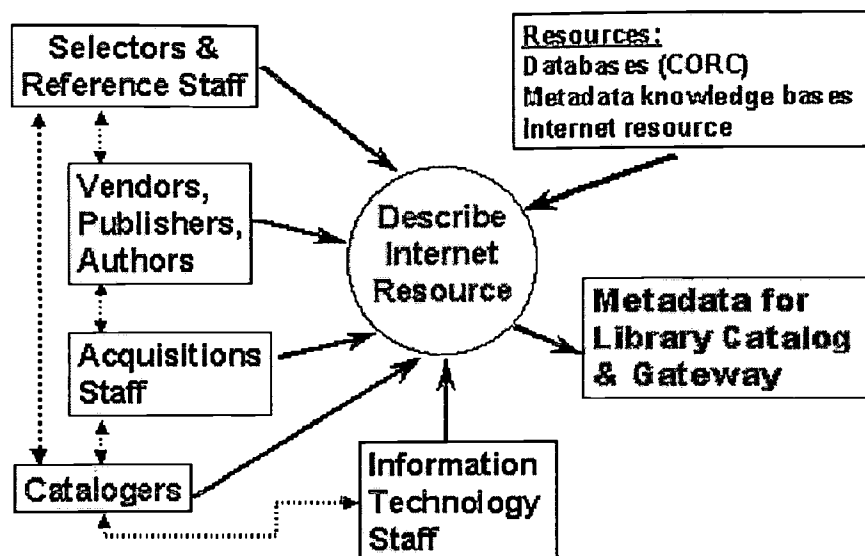 Selectors &
Reference Staff
Resources:
Databases (CORC)
Metadata knowledge bases
Internet resource
Vendors,
Publishers,
Authors
Describe
Internet
Resource
Metadata for
Library Catalog
& Gateway
Acquisitions
Staff
Catalogers
Information
Technology
Staff